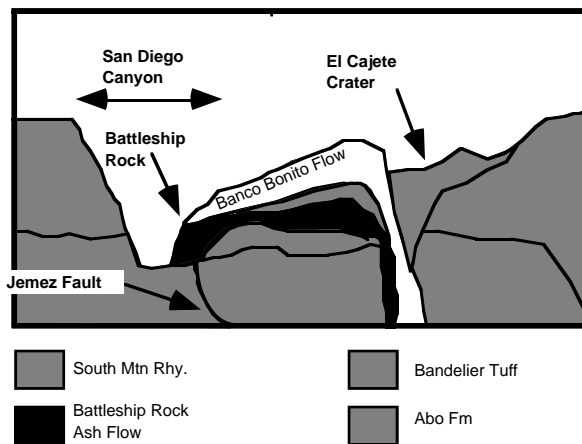 San Diego
Canyon
El Cajete
Crater
Battleship
Rock
Banco Bonito Flow
Jemez Fault
South Mtn Rhy.
Bandelier Tuff
Battleship Rock
Ash Flow
Abo Fm